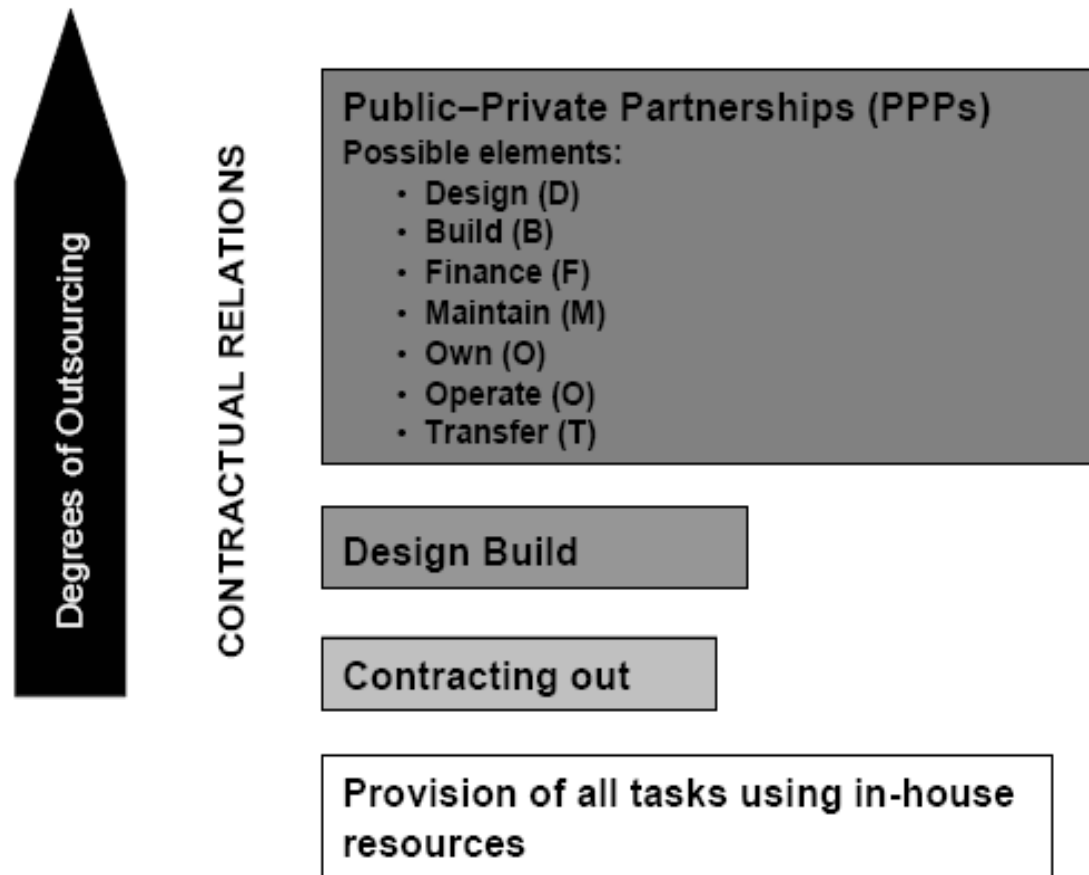 Degrees of Outsourcing
CONTRACTUAL RELATIONS
Public–Private Partnerships (PPPs)
Possible elements:
• Design (D)
• Build (B)
• Finance (F)
• Maintain (M)
• Own (O)
• Operate (O)
• Transfer (T)
Design Build
Contracting out
Provision of all tasks using in-house
resources